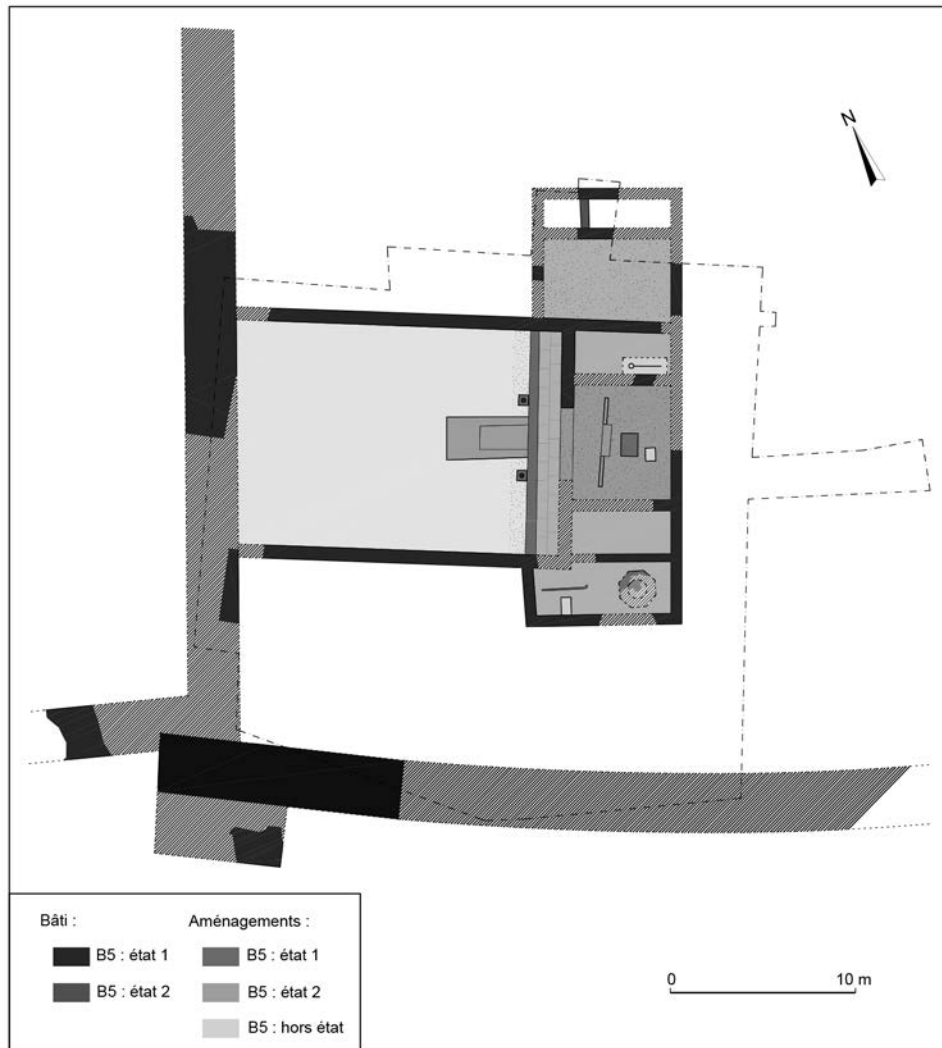 N
Bâti :
Aménagements :
B5 : état 1
B5 : état 1
B5 : état 2
B5 : état 2
B5 : hors état
0
10 m